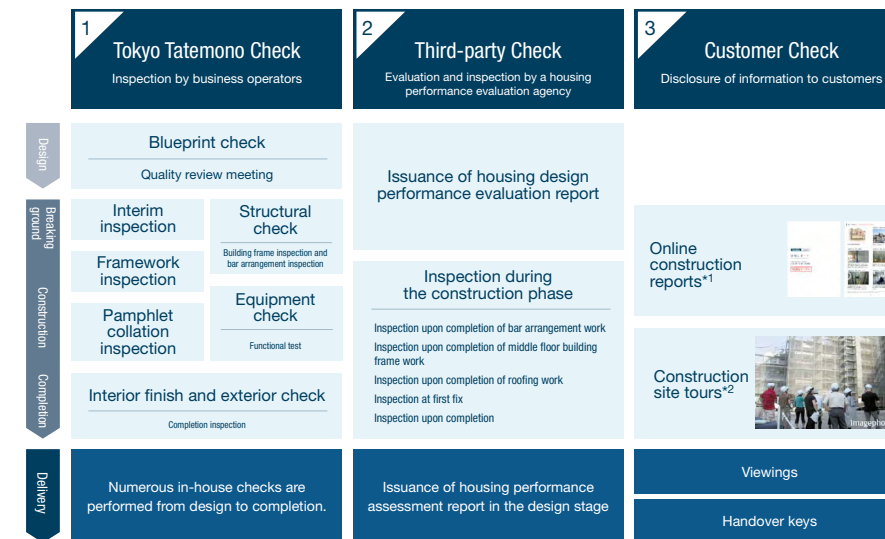 1
Tokyo Tatemono Check
Inspection by business operators
2
Third-party Check
Evaluation and inspection by a housing
performance evaluation agency
3
Customer Check
Disclosure of information to customers
Design
Blueprint check
Quality review meeting
Issuance of housing design
performance evaluation report
Breaking
ground
Construction
Completion
Interim
inspection
Framework
inspection
Pamphlet
collation
inspection
Structural
check
Building frame inspection and
bar arrangement inspection
Equipment
check
Functional test
Interior finish and exterior check
Completion inspection
Inspection during
the construction phase
Inspection upon completion of bar arrangement work
Inspection upon completion of middle floor building
frame work
Inspection upon completion of roofing work
Inspection at first fix
Inspection upon completion
Online
construction
reports*1
Construction
site tours*2
Delivery
Numerous in-house checks are
performed from design to completion.
Issuance of housing performance
assessment report in the design stage
Viewings
Handover keys